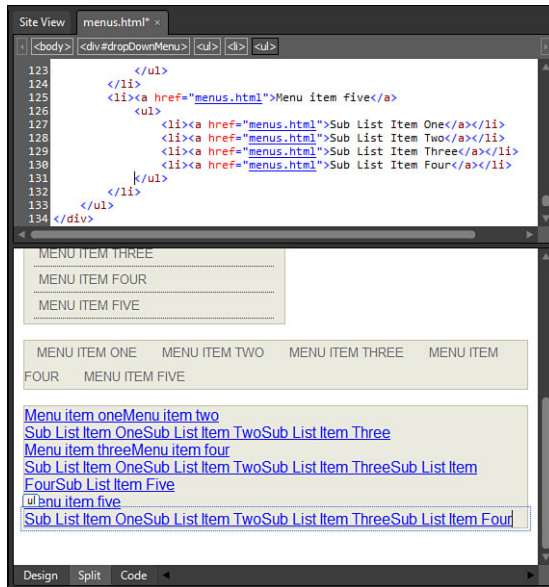 Site View menus.html* ×
<body> <div#dropDownMenu> <ul> <li> <ul>
123 </ul>
124 </li>
125 <li><a href="menus.html">Menu item five</a>
126 <ul>
127 <li><a href="menus.html">Sub List Item One</a></li>
128 <li><a href="menus.html">Sub List Item Two</a></li>
129 <li><a href="menus.html">Sub List Item Three</a></li>
130 <li><a href="menus.html">Sub List Item Four</a></li>
131 </ul>
132 </li>
133 </ul>
134 </div>
MENU ITEM THREE
MENU ITEM FOUR
MENU ITEM FIVE
MENU ITEM ONE MENU ITEM TWO MENU ITEM THREE MENU ITEM
FOUR MENU ITEM FIVE
Menu item oneMenu item two
Sub List Item OneSub List Item TwoSub List Item Three
Menu item threeMenu item four
Sub List Item OneSub List Item TwoSub List Item ThreeSub List Item
FourSub List Item Five
ul enu item five
Sub List Item OneSub List Item TwoSub List Item ThreeSub List Item Four
Design Split Code